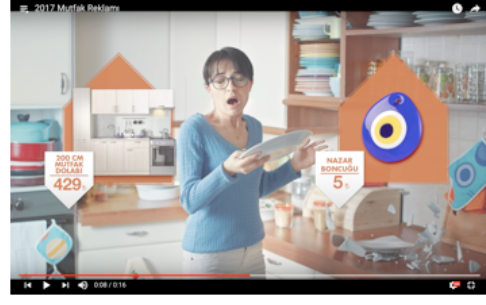 2017 Mutfak Reklamı
200 CM
MUTFAK
DOLABI
429₺
NAZAR
BONCUĞU
5₺
0:08 / 0:16